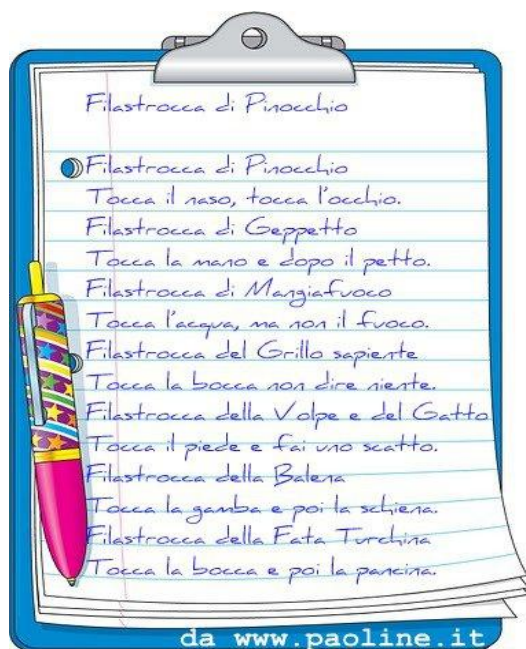 Filastrocca di Pinocchio
Filastrocca di Pinocchio
Tocca il naso, tocca l'occhio.
Filastrocca di Geppetto
Tocca la mano e dopo il petto.
Filastrocca di Mangiafuoco
Tocca l'acqua, ma non il fuoco.
Filastrocca del Grillo sapiente
Tocca la bocca non dire niente.
Filastrocca della Volpe e del Gatto
Tocca il piede e fai uno scatto.
Filastrocca della Balena
Tocca la gamba e poi la schiena.
Filastrocca della Fata Turchina
Tocca la bocca e poi la pancina.
da www.paoline.it